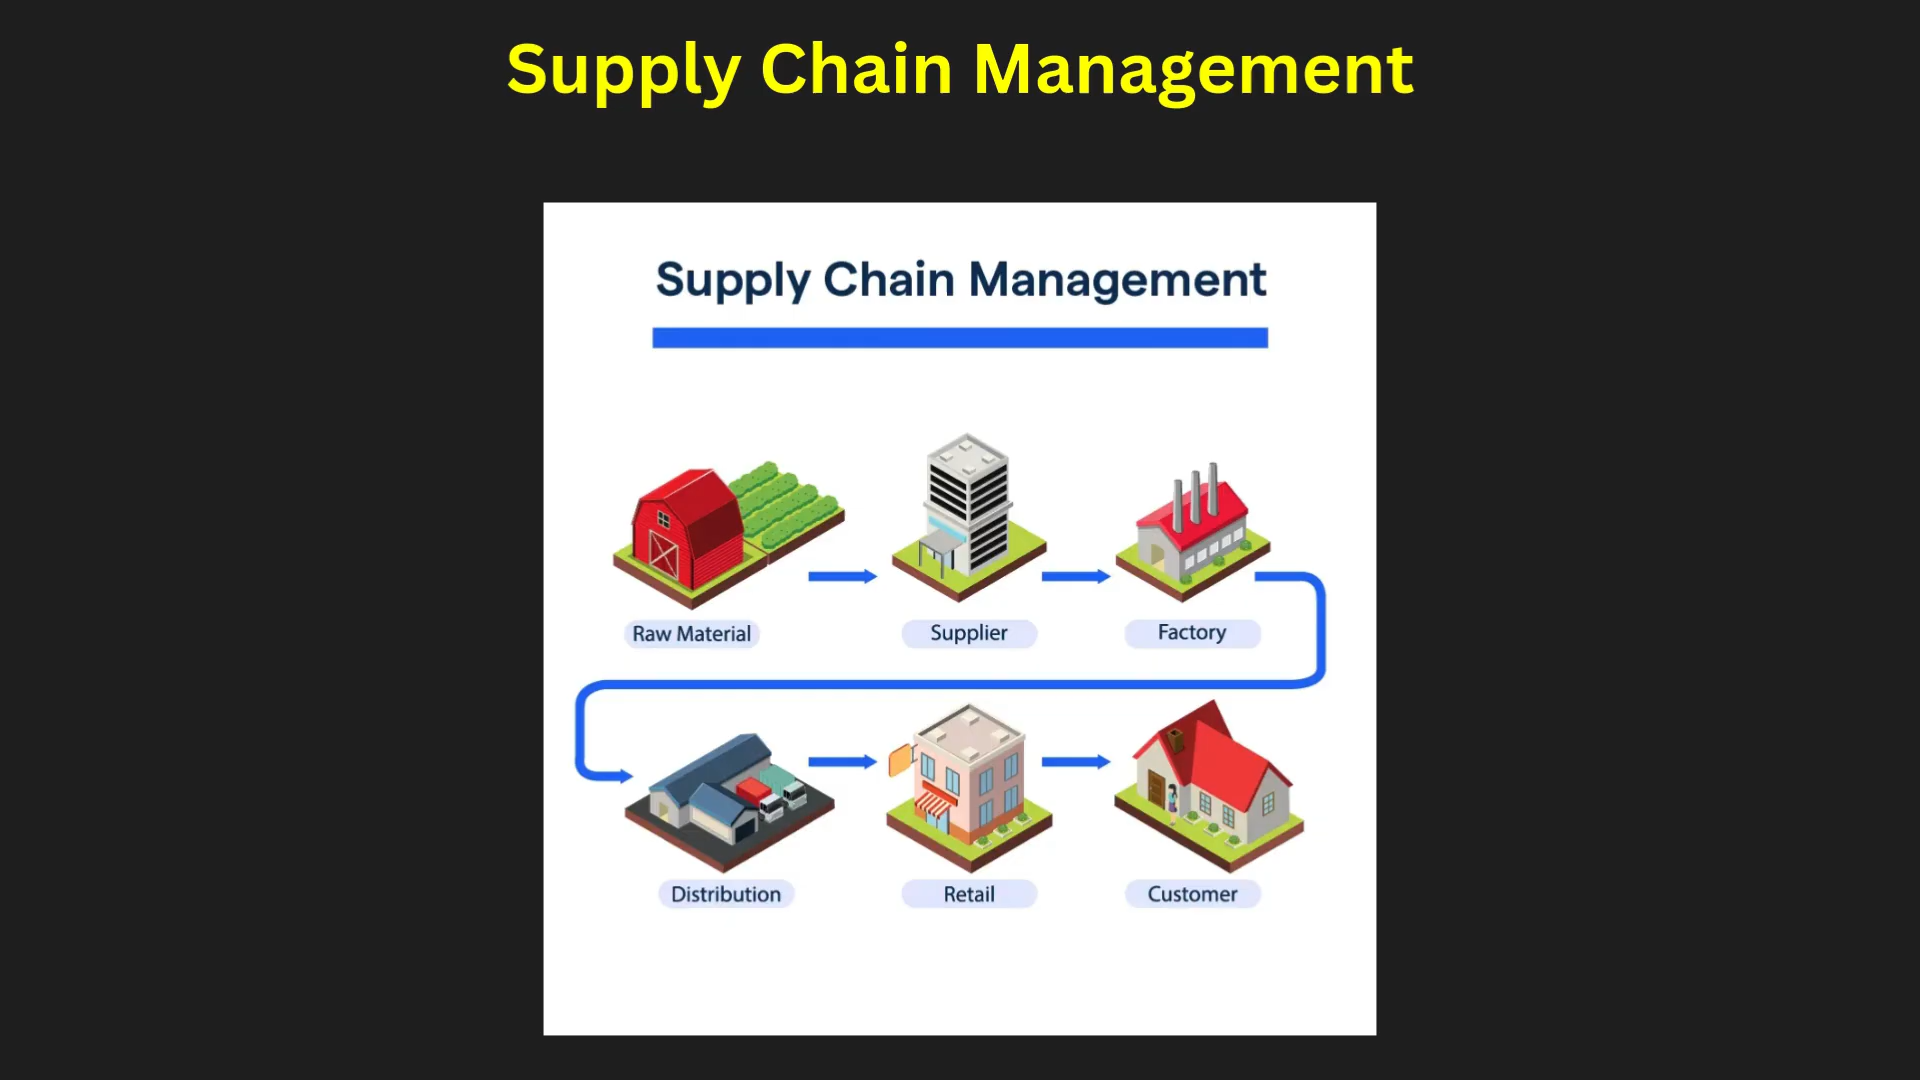 Supply Chain Management
Supply Chain Management
Raw Material
Supplier
Factory
Distribution
Retail
Customer